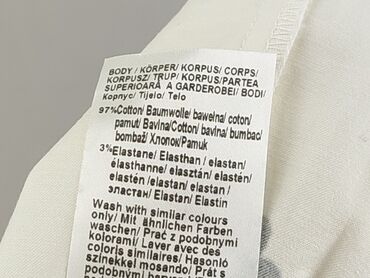 BODY/ KÖRPER/ KORPUS/ CORPS/
KORPUSZ/ TRUP/ KORPUS/PARTEA
SUPERIOARĂ A GARDEROBEI/ BODI/
Корпус/ Tijelo/ Telo
97%Cotton/ Baumwolle/ bawełna/ coton/
pamut/ Bavlna/Cotton/ bavlna/ bumbac/
bombaž/ Хлопок/Pamuk
3%Elastane/ Elasthan / elastan/
élasthanne/ elasztán/ elastén/
elastén/ elastan/ elastan /
эластан/ Elastan/ Elastin
Wash with similar colours
only/ Mit ähnlichen Farben
waschen/ Prać z podobnymi
kolorami/ Laver avec des
coloris similaires/ Hasonló
színekkel mosandó/ Prát s
podobnými